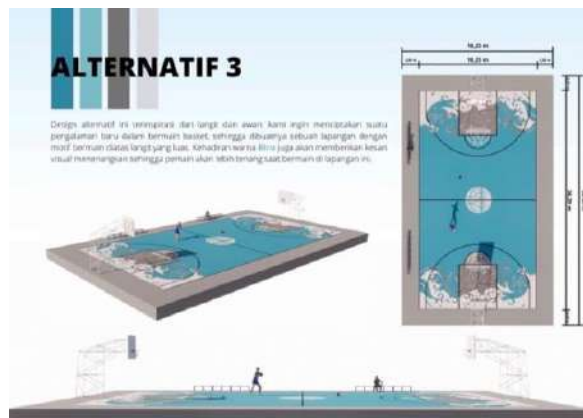 ALTERNATIF 3
Design alternatif ini terinspirasi dari langit dan awan, kami ingin menciptakan suatu
pengalaman baru dalam bermain basket, sehingga dibuatnya sebuah lapangan dengan
motif bermain diatas langit yang luas. Kehadiran warna Biru juga akan memberikan kesan
visual menenangkan sehingga pemain akan lebih tenang saat bermain di lapangan ini.